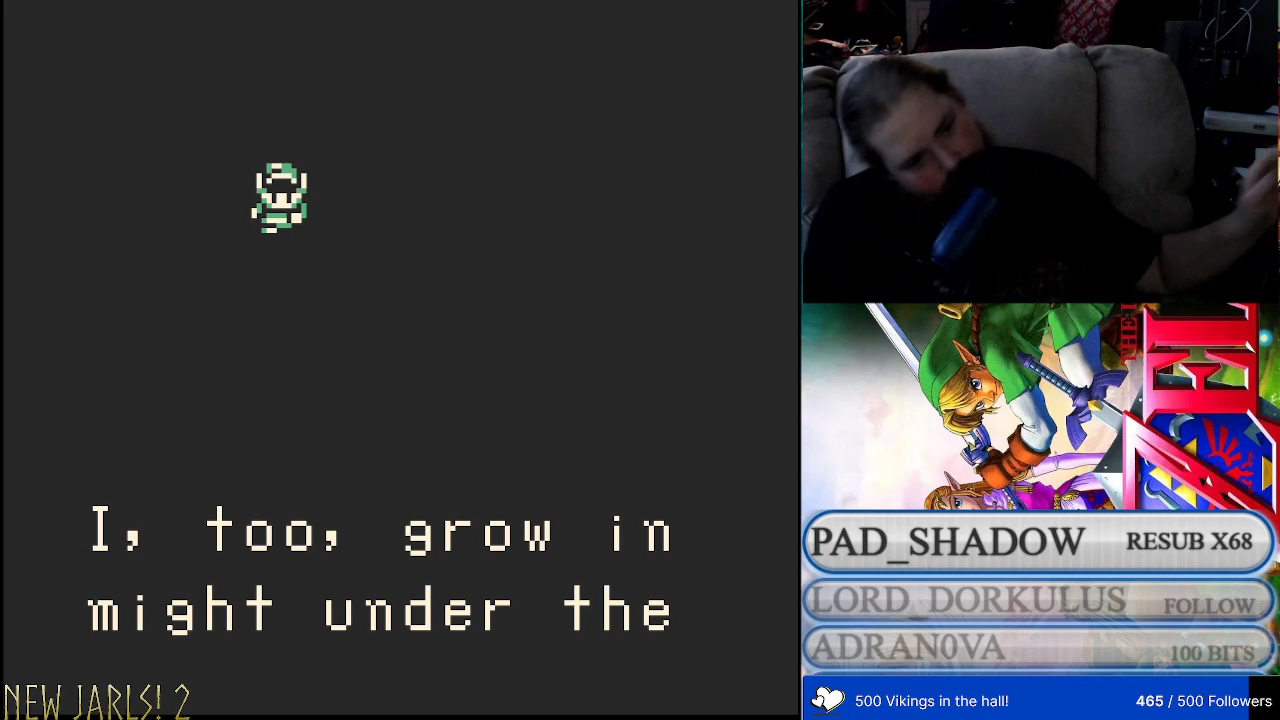 I, too, grow in
might under the
NEW JARLS! 2
PAD_SHADOW RESUB X68
LORD_DORKULUS FOLLOW
ADRAN0VA 100 BITS
500 Vikings in the hall!
465 / 500 Followers